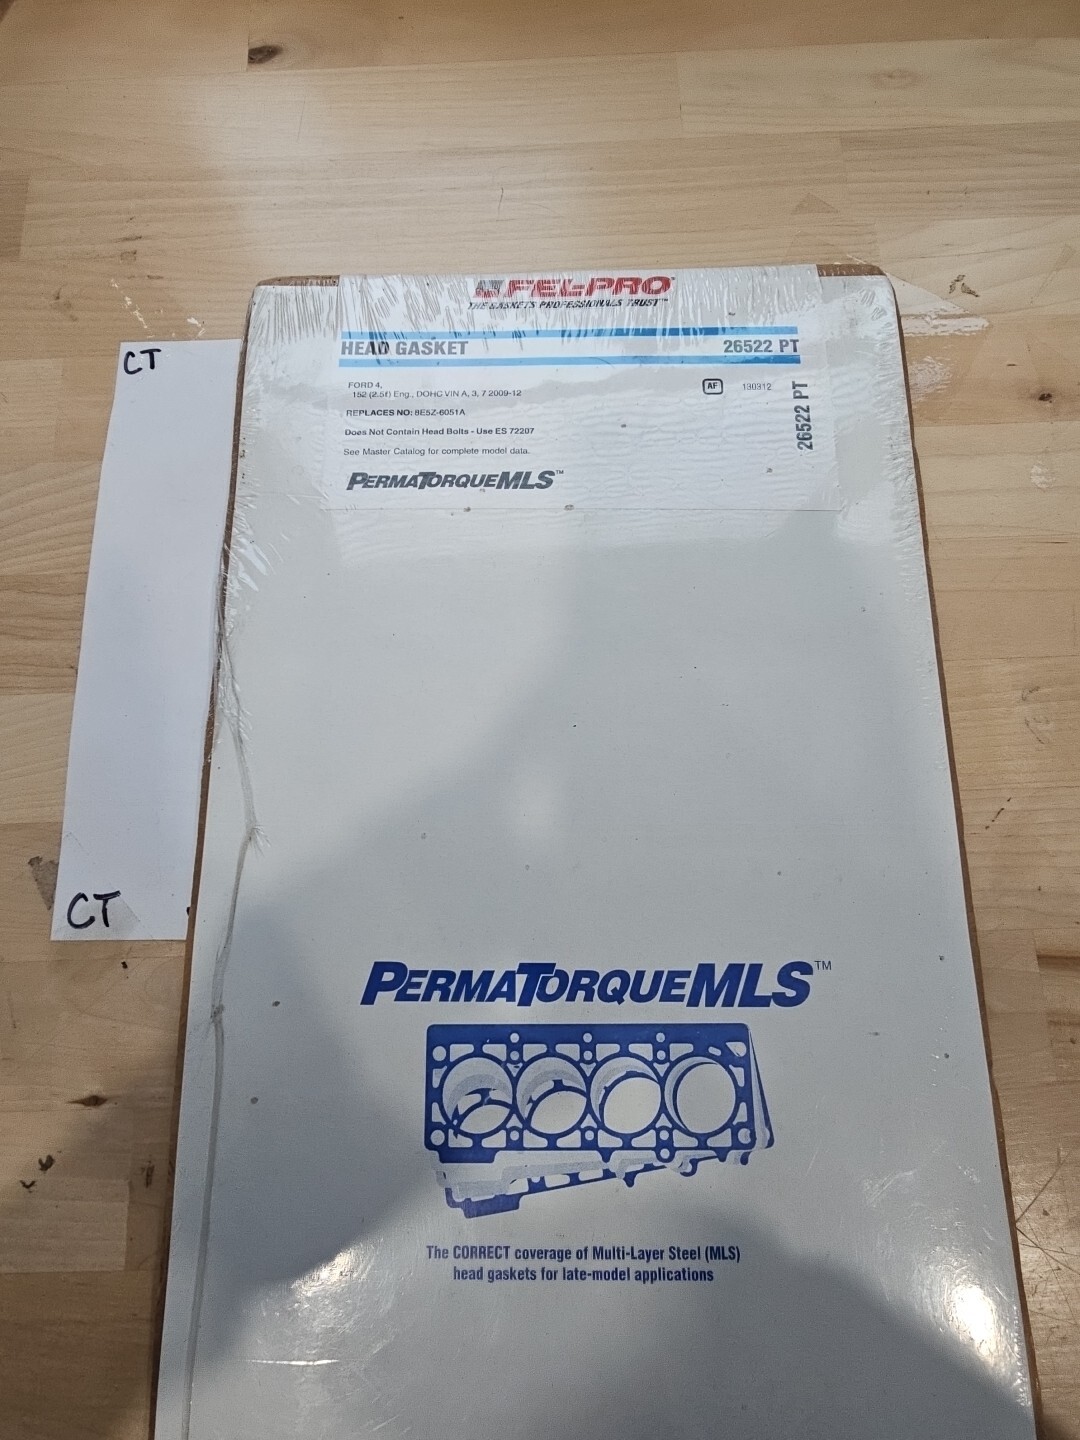 FEL-PRO
THE GASKETS PROFESSIONALS TRUST™
HEAD GASKET 26522 PT
FORD 4, AF 130312
152 (2.5ℓ) Eng., DOHC VIN A, 3, 7 2009-12
REPLACES NO: 8E5Z-6051A
Does Not Contain Head Bolts - Use ES 72207
See Master Catalog for complete model data.
PERMATORQUEMLS™
26522 PT
CT
CT
PERMATORQUEMLS™
The CORRECT coverage of Multi-Layer Steel (MLS)
head gaskets for late-model applications